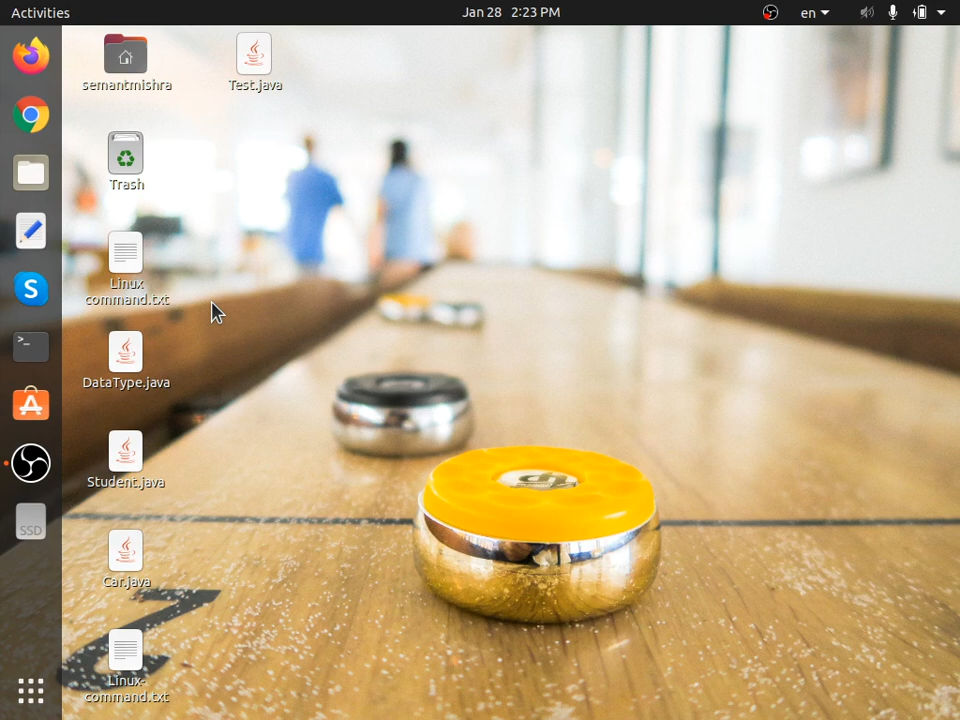 Activities
Jan 28 2:23 PM
en
semantmishra
Test.java
Trash
Linux
command.txt
>_
S
DataType.java
Student.java
SSD
Car.java
Linux-
command.txt